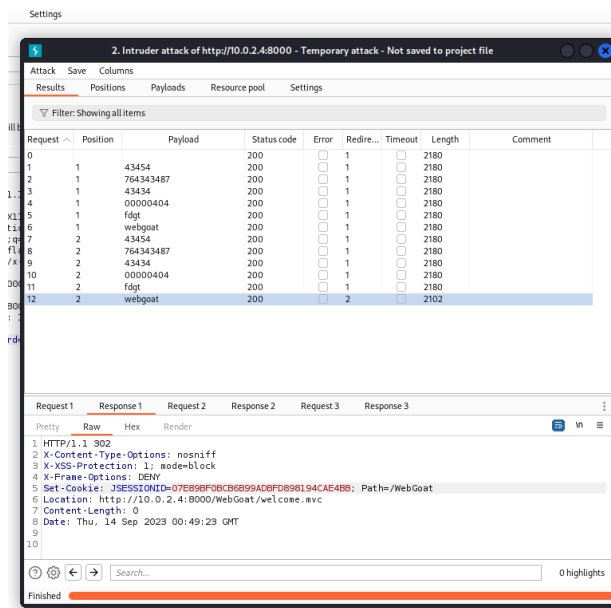 Settings
2. Intruder attack of http://10.0.2.4:8000 - Temporary attack - Not saved to project file
Attack Save Columns
Results Positions Payloads Resource pool Settings
Filter: Showing all items
Request Position Payload Status code Error Redire... Timeout Length Comment
0 200 1 2180
1 1 43454 200 1 2180
2 1 764343487 200 1 2180
3 1 43434 200 1 2180
4 1 00000404 200 1 2180
5 1 fdgt 200 1 2180
6 1 webgoat 200 1 2180
7 2 43454 200 1 2180
8 2 764343487 200 1 2180
9 2 43434 200 1 2180
10 2 00000404 200 1 2180
11 2 fdgt 200 1 2180
12 2 webgoat 200 2 2102
Request 1 Response 1 Request 2 Response 2 Request 3 Response 3
Pretty Raw Hex Render \n
1 HTTP/1.1 302
2 X-Content-Type-Options: nosniff
3 X-XSS-Protection: 1; mode=block
4 X-Frame-Options: DENY
5 Set-Cookie: JSESSIONID=07E89BF0BCB6B99ADBFD898194CAE4BB; Path=/WebGoat
6 Location: http://10.0.2.4:8000/WebGoat/welcome.mvc
7 Content-Length: 0
8 Date: Thu, 14 Sep 2023 00:49:23 GMT
9
10
Search... 0 highlights
Finished